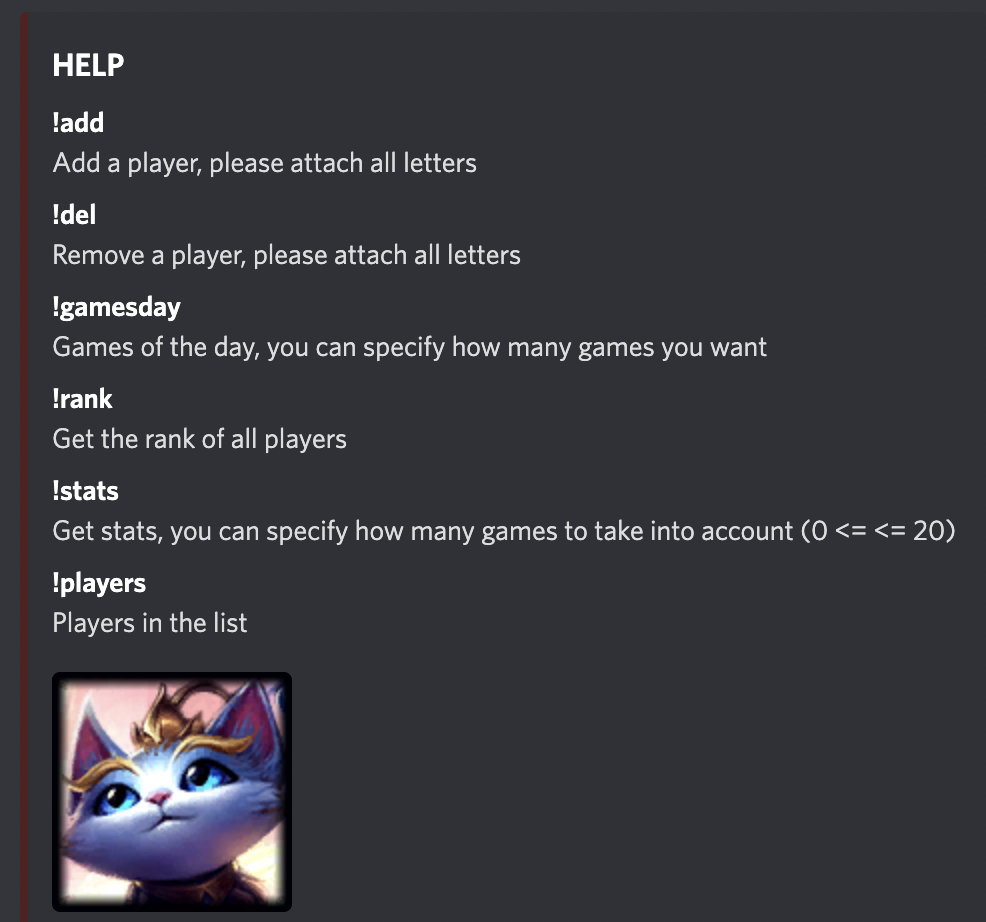 HELP
!add
Add a player, please attach all letters
!del
Remove a player, please attach all letters
!gamesday
Games of the day, you can specify how many games you want
!rank
Get the rank of all players
!stats
Get stats, you can specify how many games to take into account (0 <= <= 20)
!players
Players in the list